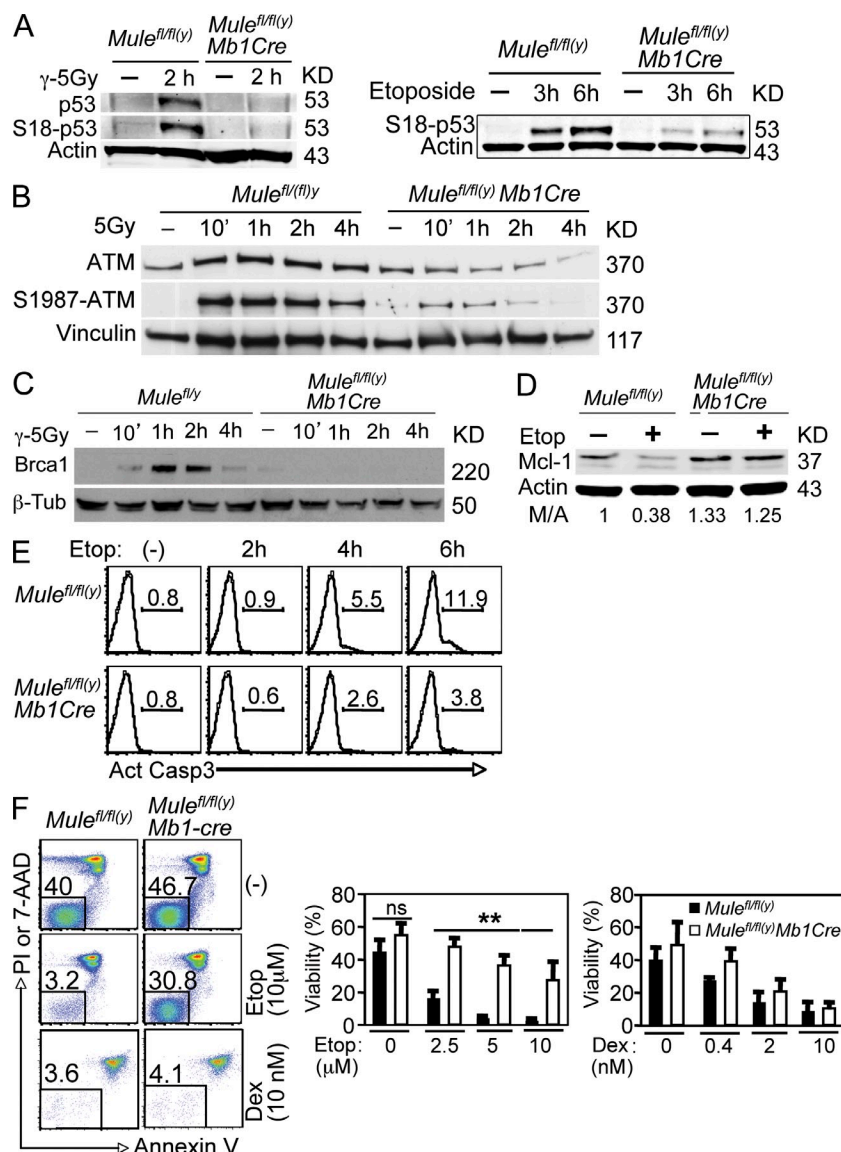 A
Mule fl/fl(y)
Mule fl/fl(y) Mb1Cre
γ-5Gy – 2 h – 2 h KD
p53 53
S18-p53 53
Actin 43
Mule fl/fl(y)
Mule fl/fl(y) Mb1Cre
Etoposide – 3h 6h – 3h 6h KD
S18-p53 53
Actin 43
B
Mule fl/(fl)y Mule fl/fl(y) Mb1Cre
5Gy – 10’ 1h 2h 4h – 10’ 1h 2h 4h KD
ATM 370
S1987-ATM 370
Vinculin 117
C
Mule fl/y
Mule fl/fl(y) Mb1Cre
γ-5Gy – 10’ 1h 2h 4h – 10’ 1h 2h 4h KD
Brca1 220
β-Tub 50
D
Mule fl/fl(y)
Mule fl/fl(y) Mb1Cre
Etop – + – + KD
Mcl-1 37
Actin 43
M/A 1 0.38 1.33 1.25
E
Etop: (-) 2h 4h 6h
Mule fl/fl(y) 0.8 0.9 5.5 11.9
Mule fl/fl(y) Mb1Cre 0.8 0.6 2.6 3.8
Act Casp3
F
Mule fl/fl(y)
Mule fl/fl(y) Mb1-cre
40 46.7 (-)
3.2 30.8 Etop (10μM)
3.6 4.1 Dex (10 nM)
PI or 7-AAD
Annexin V
Viability (%)
80
60
40
20
0
ns
**
Etop: 0 2.5 5 10
(μM)
Viability (%)
80
60
40
20
0
Mule fl/fl(y)
Mule fl/fl(y) Mb1Cre
Dex: 0 0.4 2 10
(nM)